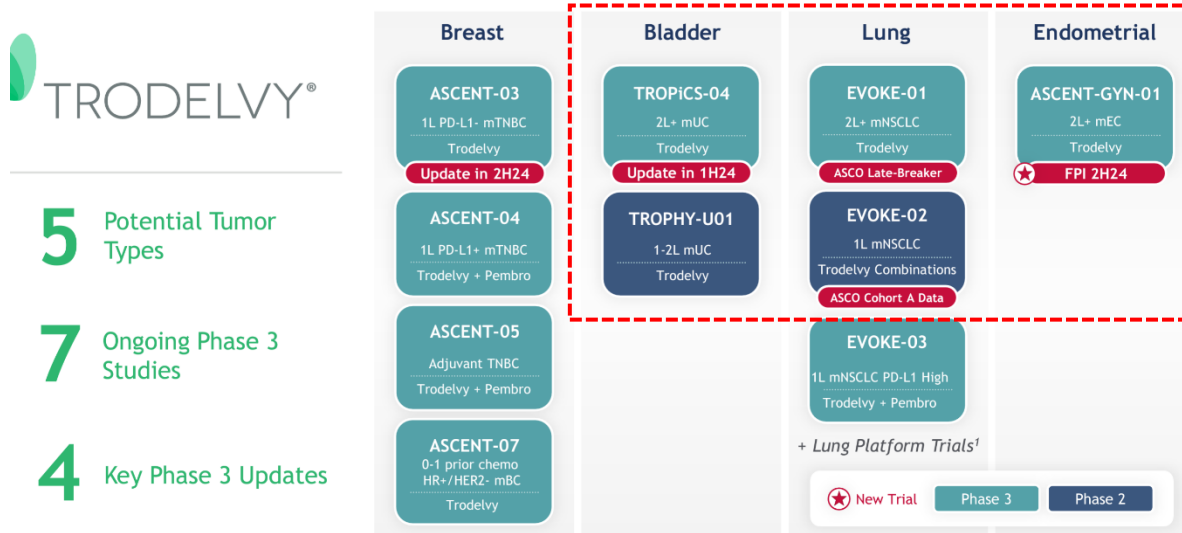 TRODELVY®
5
Potential Tumor
Types
7
Ongoing Phase 3
Studies
4
Key Phase 3 Updates
Breast
ASCENT-03
1L PD-L1- mTNBC
Trodelvy
Update in 2H24
ASCENT-04
1L PD-L1+ mTNBC
Trodelvy + Pembro
ASCENT-05
Adjuvant TNBC
Trodelvy + Pembro
ASCENT-07
0-1 prior chemo
HR+/HER2- mBC
Trodelvy
Bladder
TROPiCS-04
2L+ mUC
Trodelvy
Update in 1H24
TROPHY-U01
1-2L mUC
Trodelvy
Lung
EVOKE-01
2L+ mNSCLC
Trodelvy
ASCO Late-Breaker
EVOKE-02
1L mNSCLC
Trodelvy Combinations
ASCO Cohort A Data
EVOKE-03
1L mNSCLC PD-L1 High
Trodelvy + Pembro
+ Lung Platform Trials¹
Endometrial
ASCENT-GYN-01
2L+ mEC
Trodelvy
FPI 2H24
New Trial
Phase 3
Phase 2